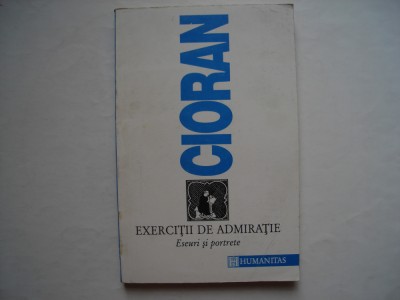 CIORAN
EXERCIȚII DE ADMIRAȚIE
Eseuri și portrete
HUMANITAS